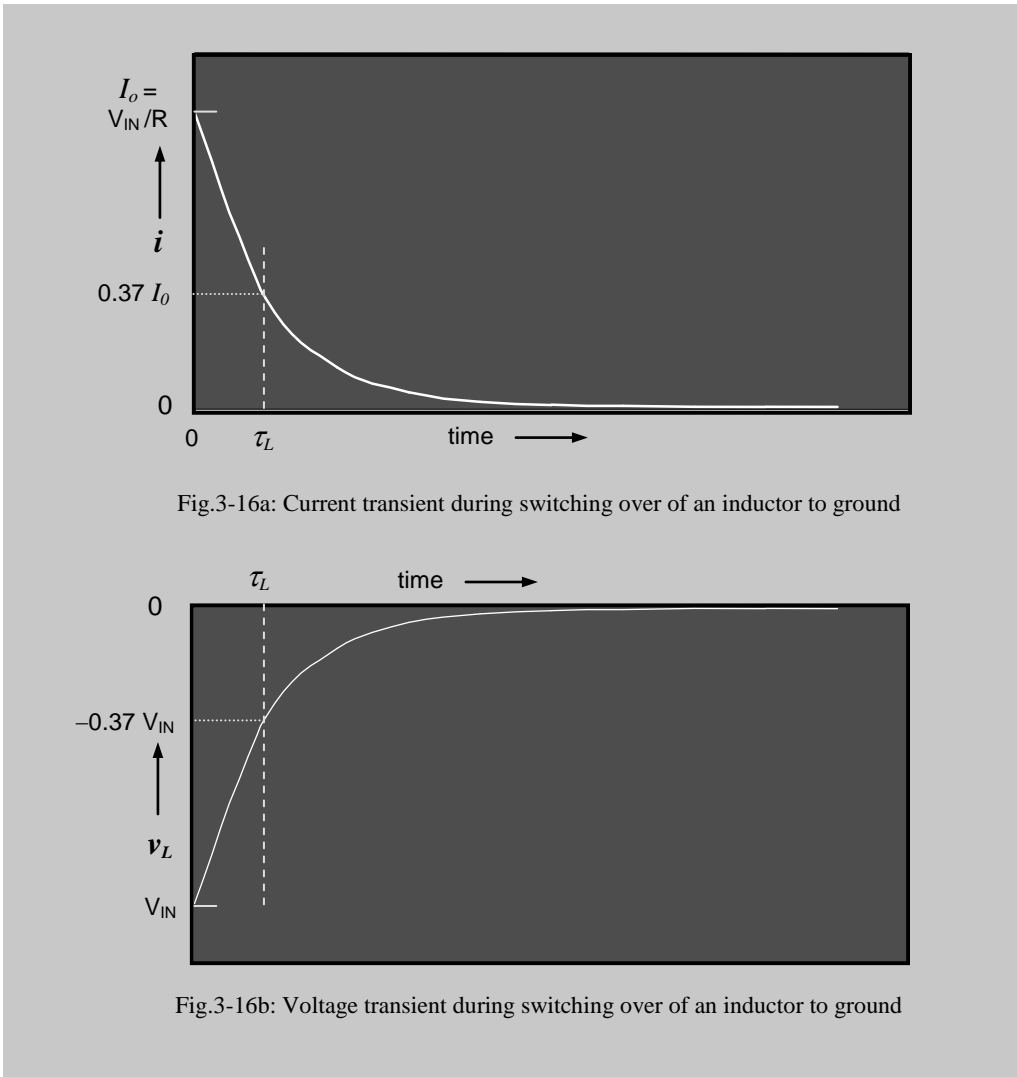 I₀ =
V_IN /R
i
0.37 I₀
0
0 τ_L time
Fig.3-16a: Current transient during switching over of an inductor to ground
τ_L time
0
–0.37 V_IN
v_L
V_IN
Fig.3-16b: Voltage transient during switching over of an inductor to ground